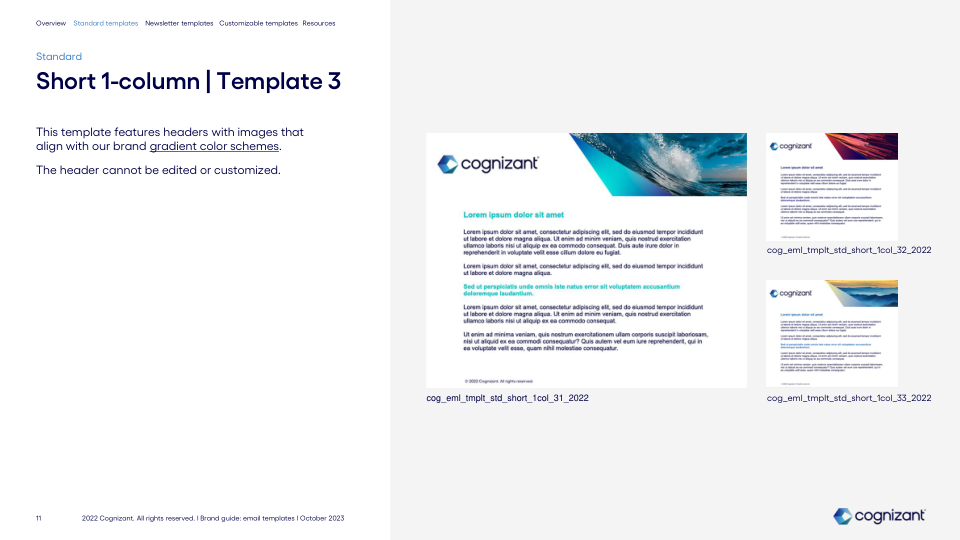 Overview Standard templates Newsletter templates Customizable templates Resources
Standard
Short 1-column | Template 3
This template features headers with images that
align with our brand gradient color schemes.
The header cannot be edited or customized.
cognizant
Lorem ipsum dolor sit amet
Lorem ipsum dolor sit amet, consectetur adipiscing elit, sed do eiusmod tempor incididunt
ut labore et dolore magna aliqua. Ut enim ad minim veniam, quis nostrud exercitation
ullamco laboris nisi ut aliquip ex ea commodo consequat. Duis aute irure dolor in
reprehenderit in voluptate velit esse cillum dolore eu fugiat.
Lorem ipsum dolor sit amet, consectetur adipiscing elit, sed do eiusmod tempor incididunt
ut labore et dolore magna aliqua.
Sed ut perspiciatis unde omnis iste natus error sit voluptatem accusantium
doloremque laudantium.
Lorem ipsum dolor sit amet, consectetur adipiscing elit, sed do eiusmod tempor incididunt
ut labore et dolore magna aliqua. Ut enim ad minim veniam, quis nostrud exercitation
ullamco laboris nisi ut aliquip ex ea commodo consequat.
Ut enim ad minima veniam, quis nostrum exercitationem ullam corporis suscipit laboriosam,
nisi ut aliquid ex ea commodi consequatur? Quis autem vel eum iure reprehenderit, qui in
ea voluptate velit esse, quam nihil molestiae consequatur.
© 2022 Cognizant. All rights reserved.
cog_eml_tmplt_std_short_1col_31_2022
cognizant
Lorem ipsum dolor sit amet
cog_eml_tmplt_std_short_1col_32_2022
cognizant
Lorem ipsum dolor sit amet
cog_eml_tmplt_std_short_1col_33_2022
11 2022 Cognizant. All rights reserved. I Brand guide: email templates I October 2023
cognizant